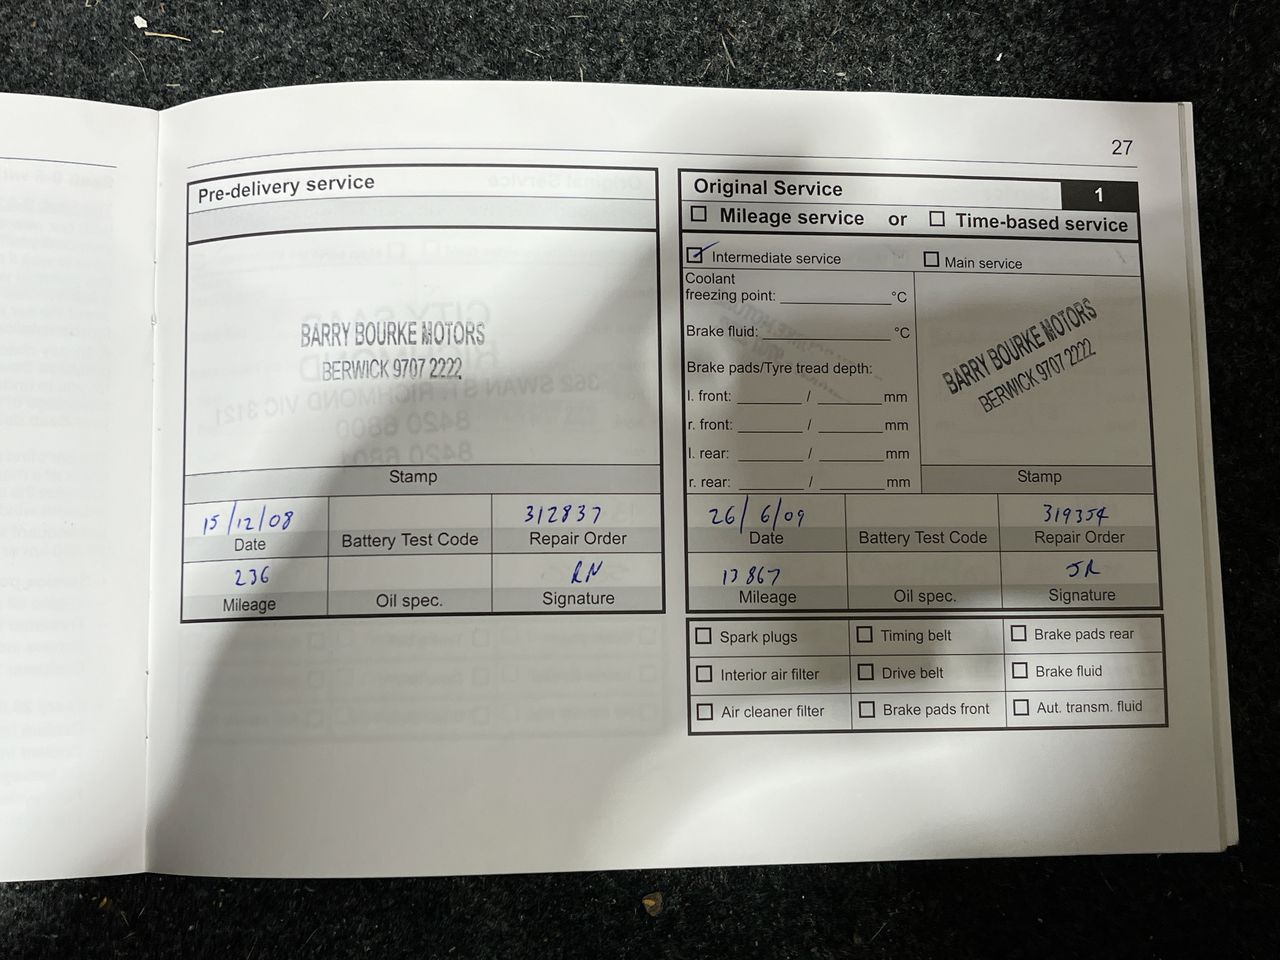 27
Pre-delivery service
BARRY BOURKE MOTORS
BERWICK 9707 2222
Stamp
15/12/08
312837
Date
Battery Test Code
Repair Order
236
RN
Mileage
Oil spec.
Signature
Original Service
1
Mileage service or Time-based service
Intermediate service
Main service
Coolant
freezing point: °C
Brake fluid: °C
Brake pads/Tyre tread depth:
l. front: / mm
r. front: / mm
l. rear: / mm
r. rear: / mm
BARRY BOURKE MOTORS
BERWICK 9707 2222
Stamp
26/6/09
319354
Date
Battery Test Code
Repair Order
13867
JR
Mileage
Oil spec.
Signature
Spark plugs
Timing belt
Brake pads rear
Interior air filter
Drive belt
Brake fluid
Air cleaner filter
Brake pads front
Aut. transm. fluid